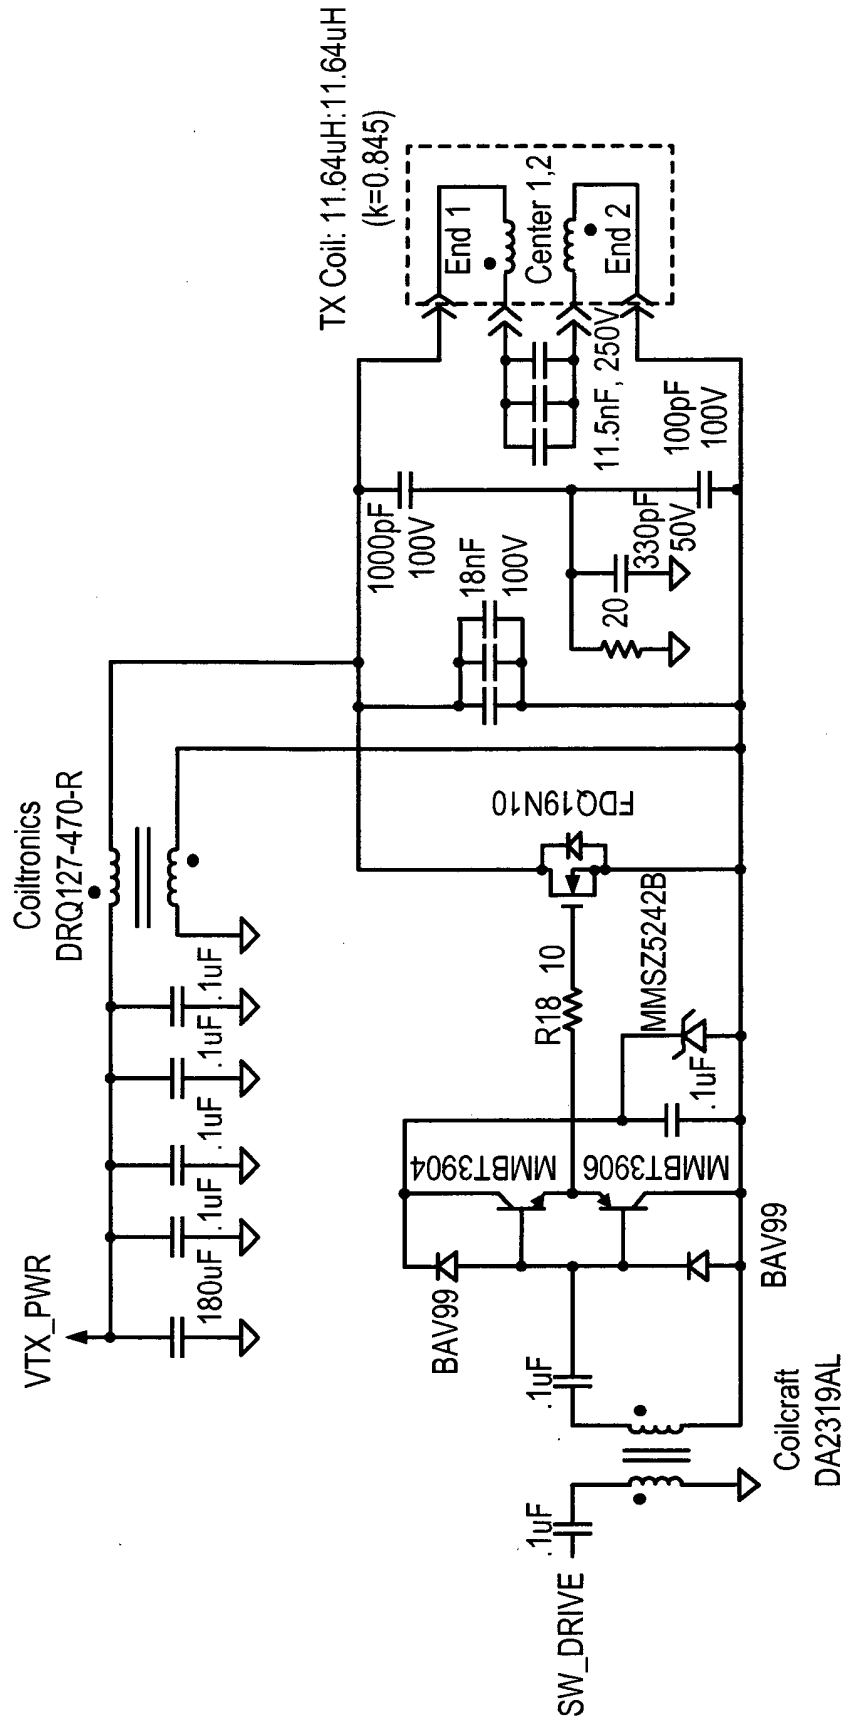 TX Coil: 11.64uH:11.64uH
(k=0.845)
End 1
Center 1,2
End 2
11.5nF, 250V
1000pF
100V
100pF
100V
18nF
100V
330pF
50V
20
Coiltronics
DRQ127-470-R
FDQ19N10
.1uF
.1uF
.1uF
.1uF
180uF
VTX_PWR
R18
10
MMSZ5242B
.1uF
MMBT3904
MMBT3906
BAV99
BAV99
.1uF
Coilcraft
DA2319AL
.1uF
SW_DRIVE